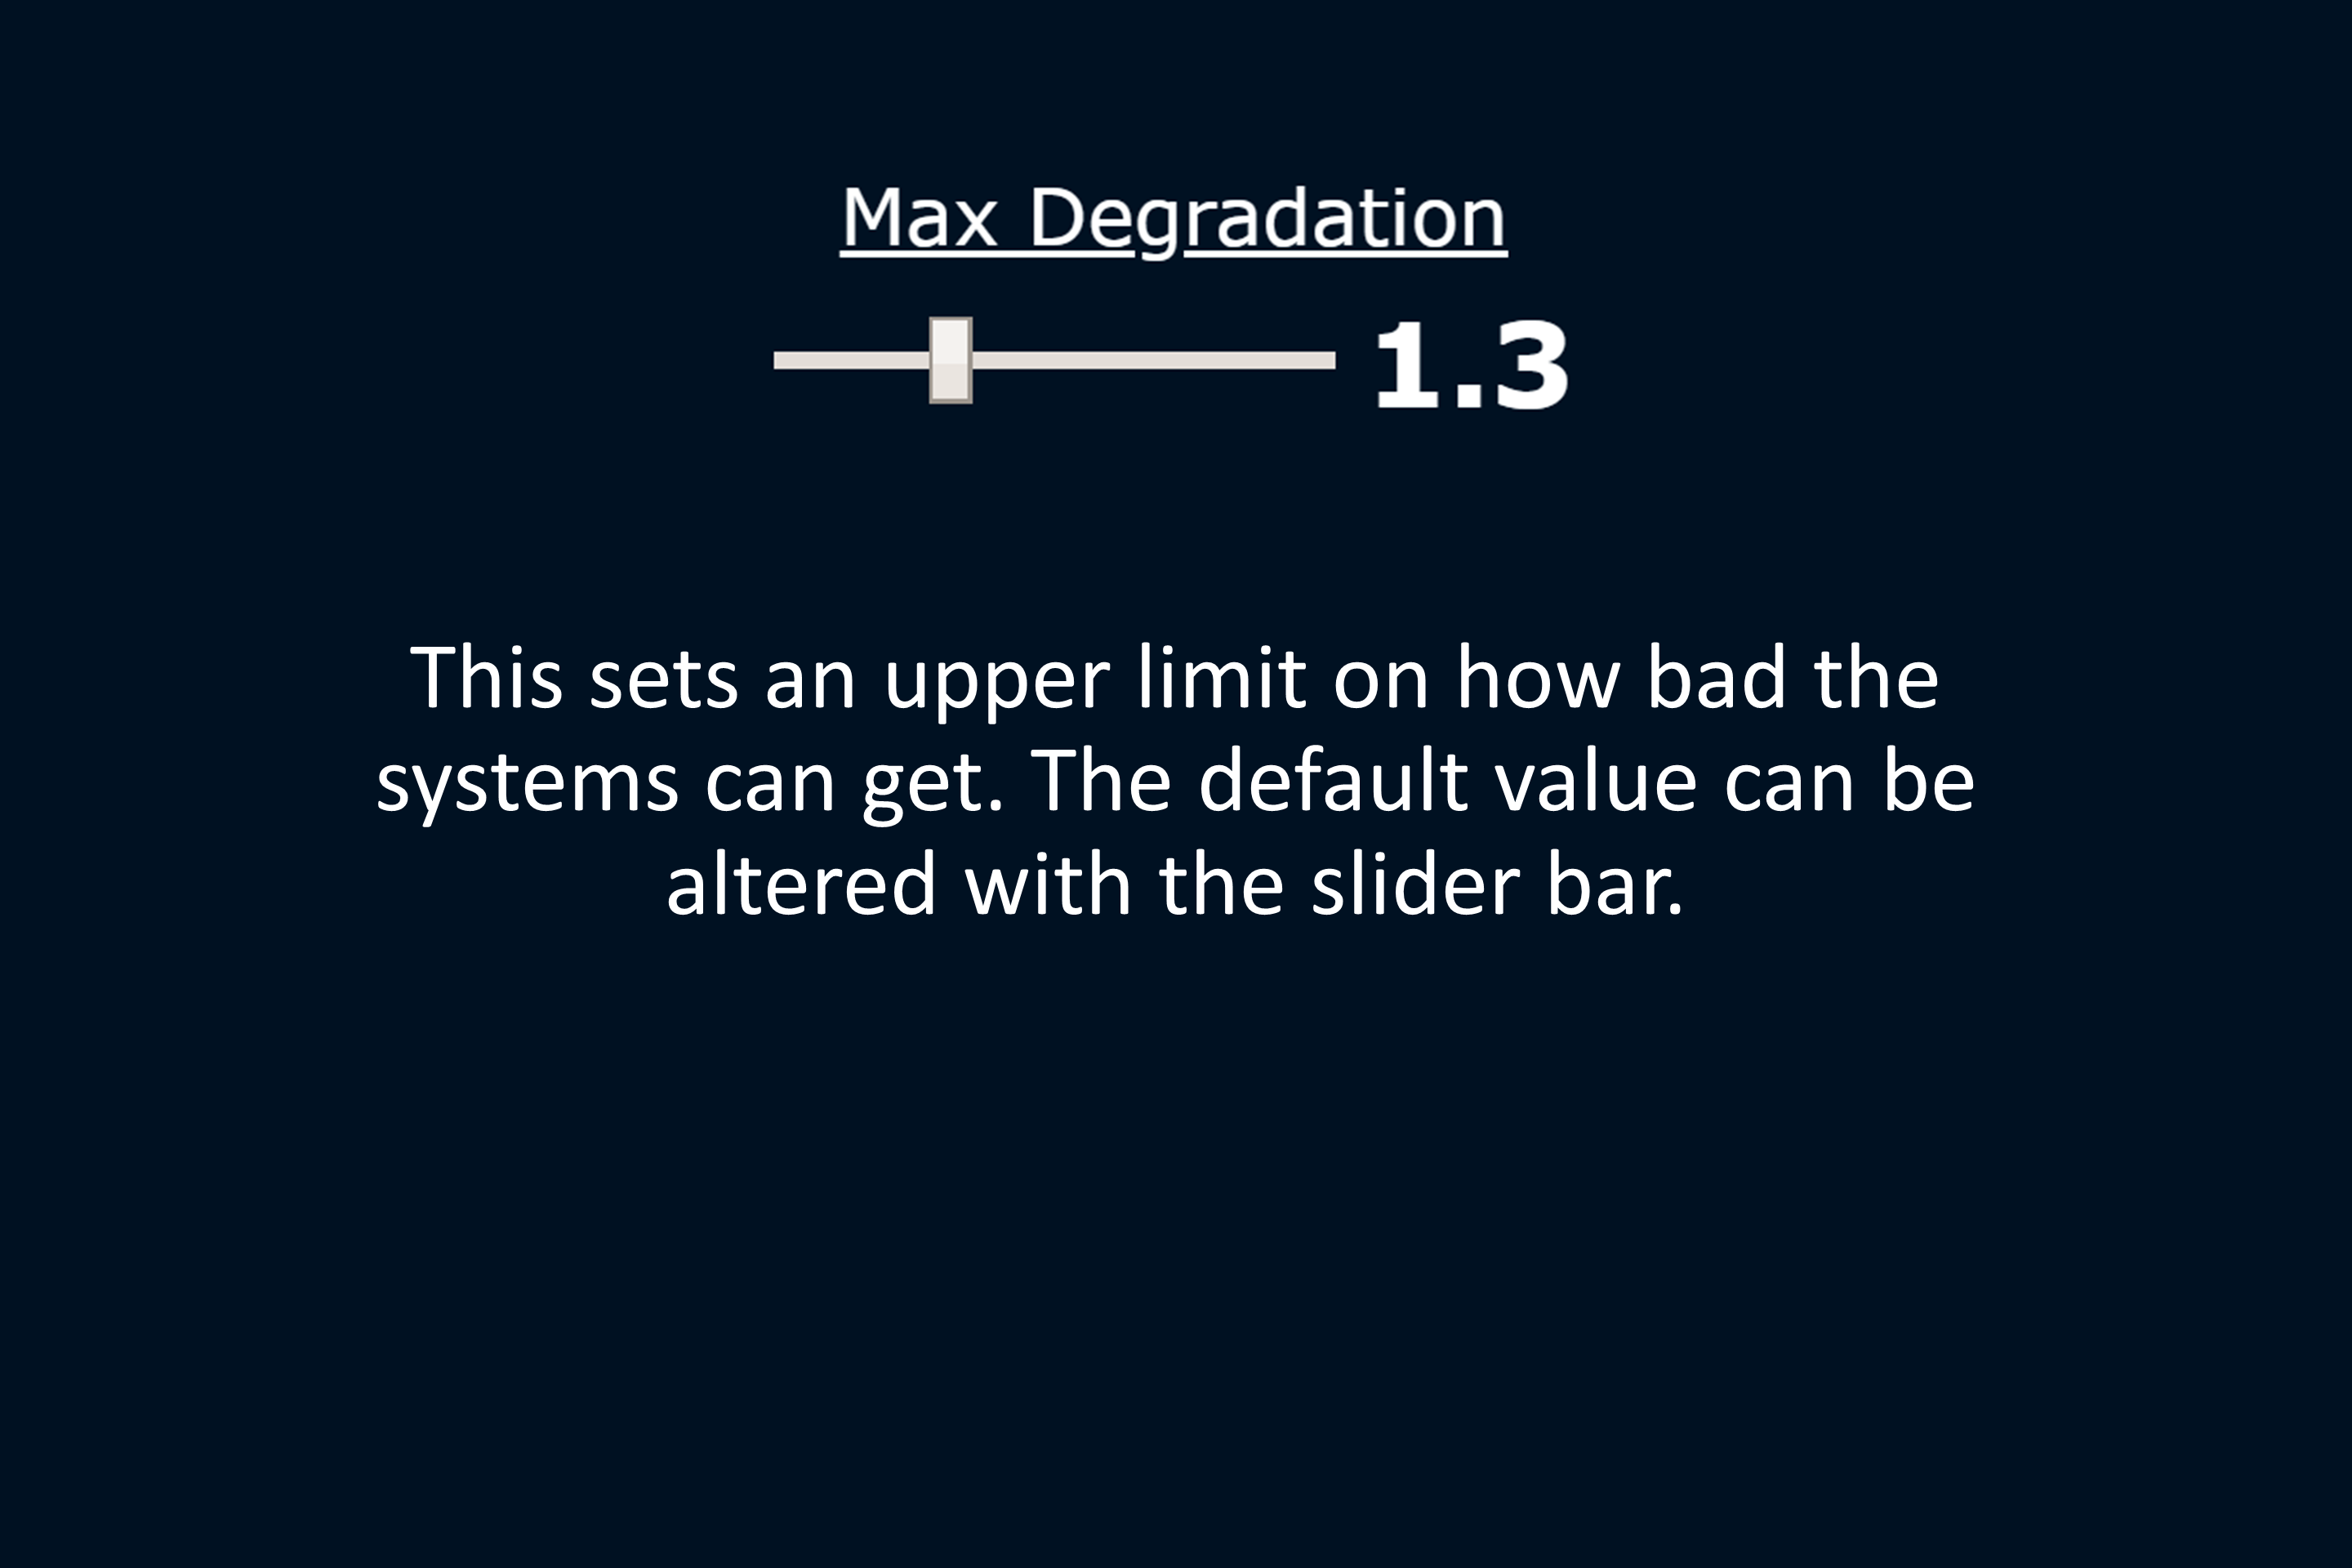 Max Degradation
1.3
This sets an upper limit on how bad the
systems can get. The default value can be
altered with the slider bar.